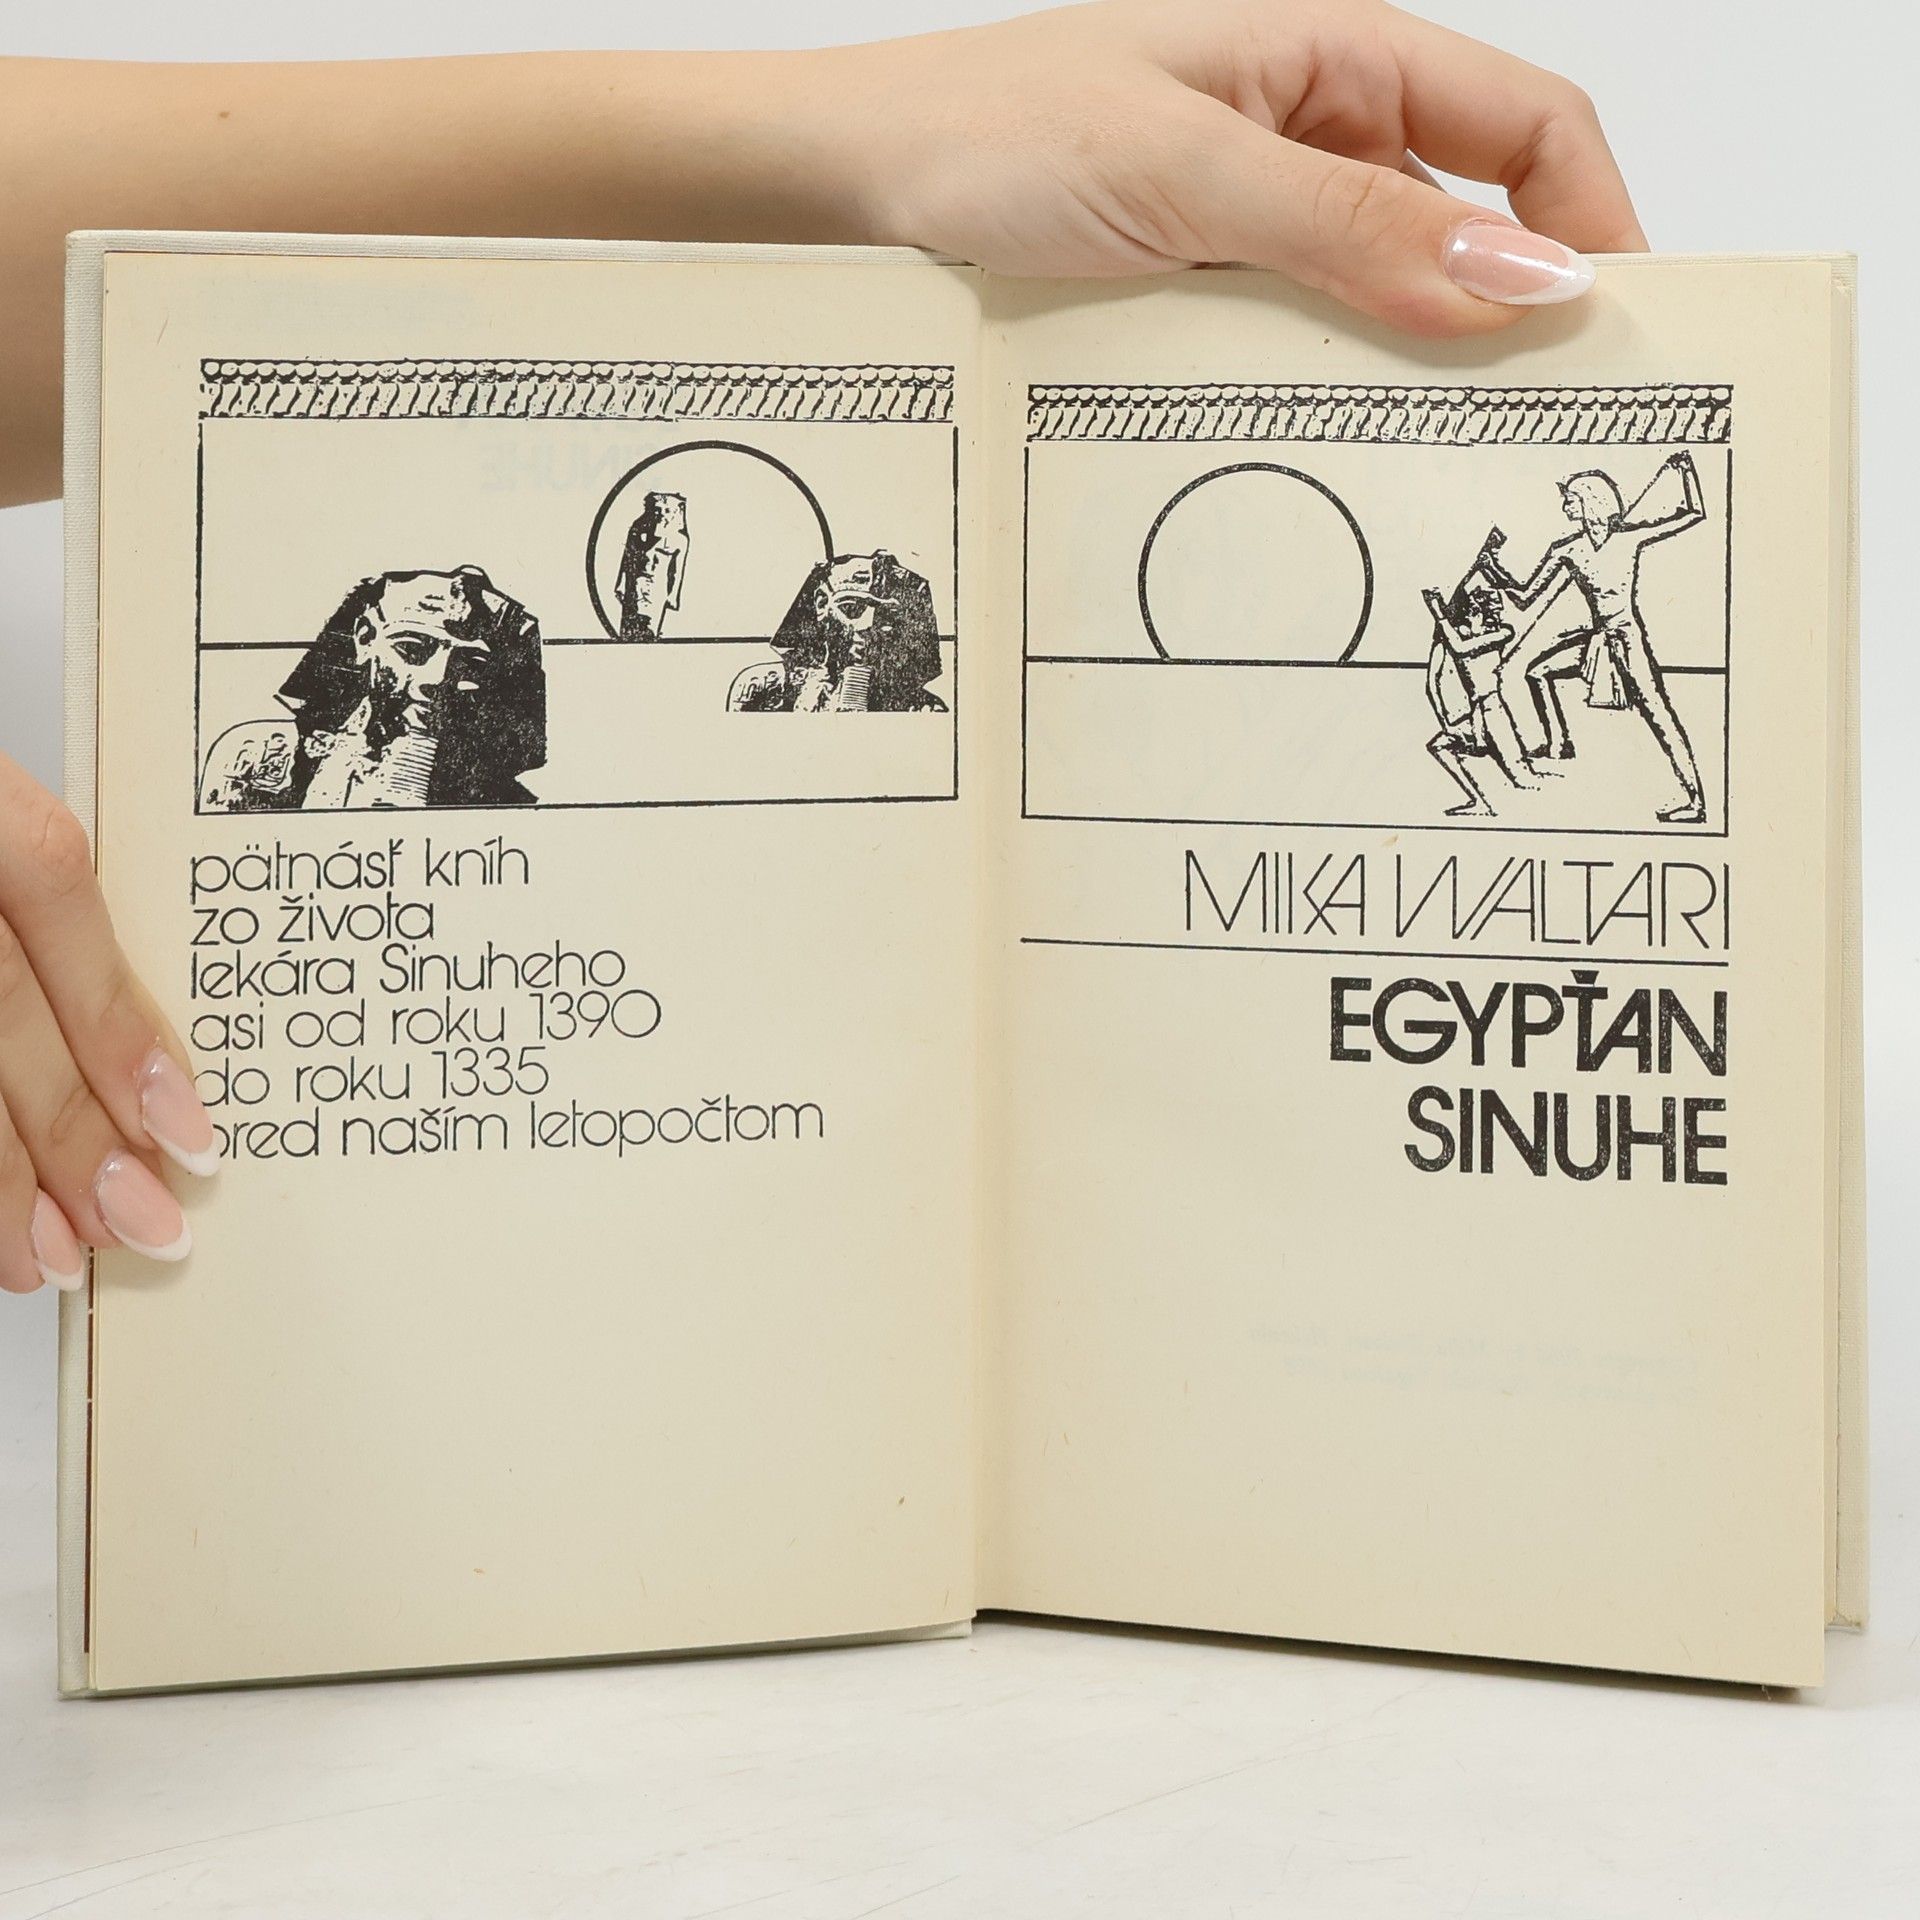 pätnásť kníh
zo života
lekára Sinuheho
asi od roku 1390
do roku 1335
pred naším letopočtom
MIKA WALTARI
EGYPŤAN
SINUHE